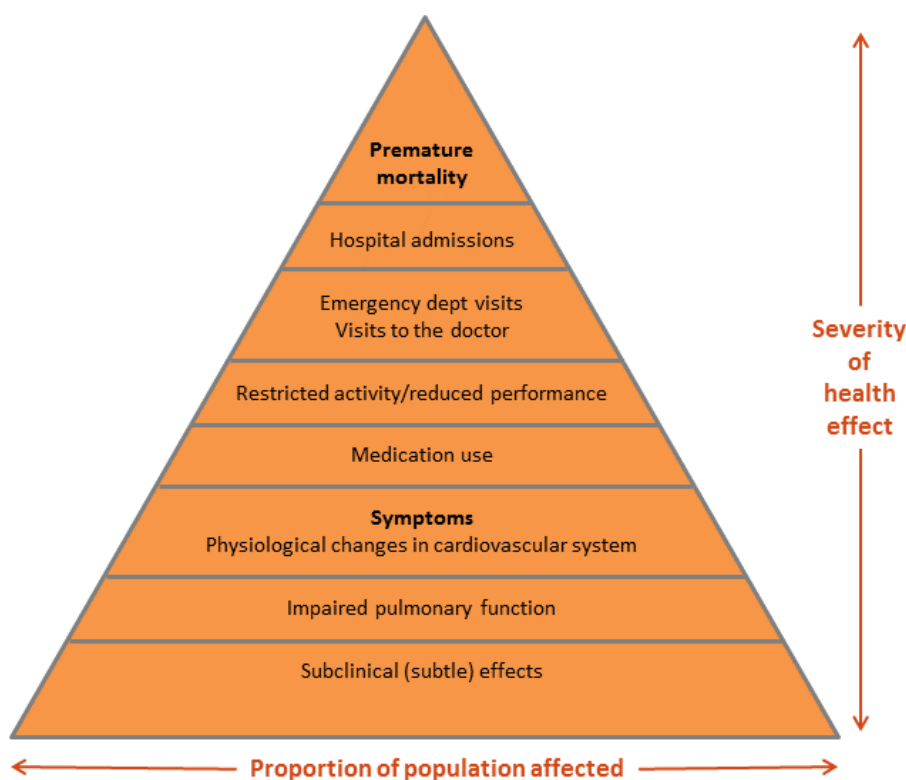 Premature
mortality
Hospital admissions
Emergency dept visits
Visits to the doctor
Restricted activity/reduced performance
Medication use
Symptoms
Physiological changes in cardiovascular system
Impaired pulmonary function
Subclinical (subtle) effects
Severity
of
health
effect
Proportion of population affected